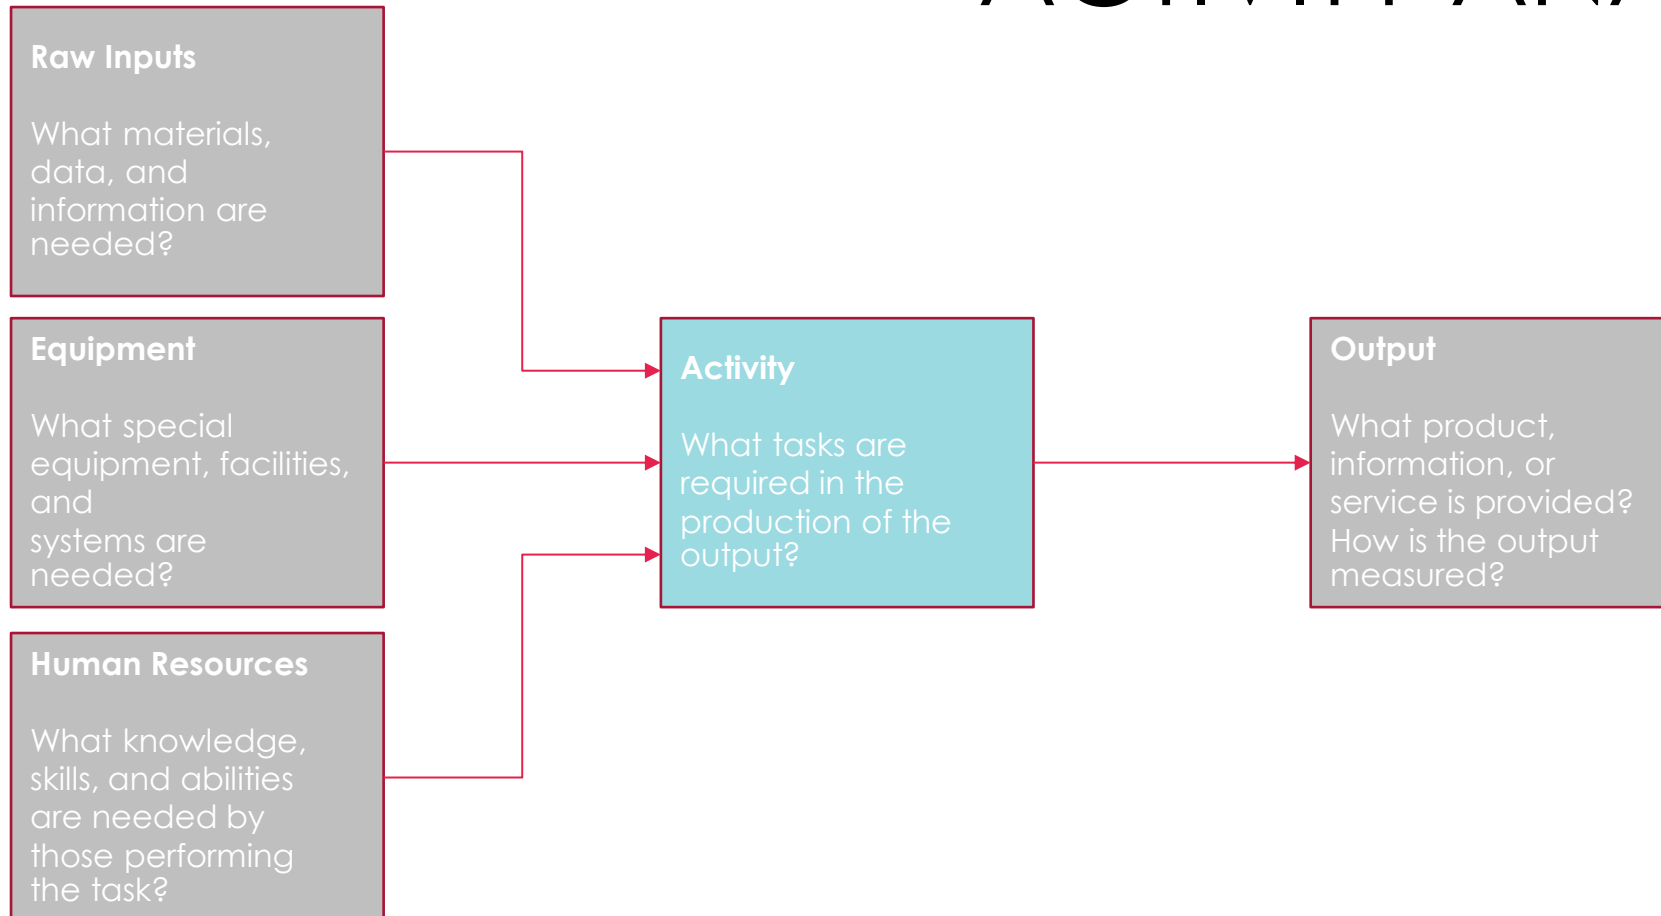 Raw Inputs
What materials,
data, and
information are
needed?
Equipment
What special
equipment, facilities,
and
systems are
needed?
Human Resources
What knowledge,
skills, and abilities
are needed by
those performing
the task?
Activity
What tasks are
required in the
production of the
output?
Output
What product,
information, or
service is provided?
How is the output
measured?